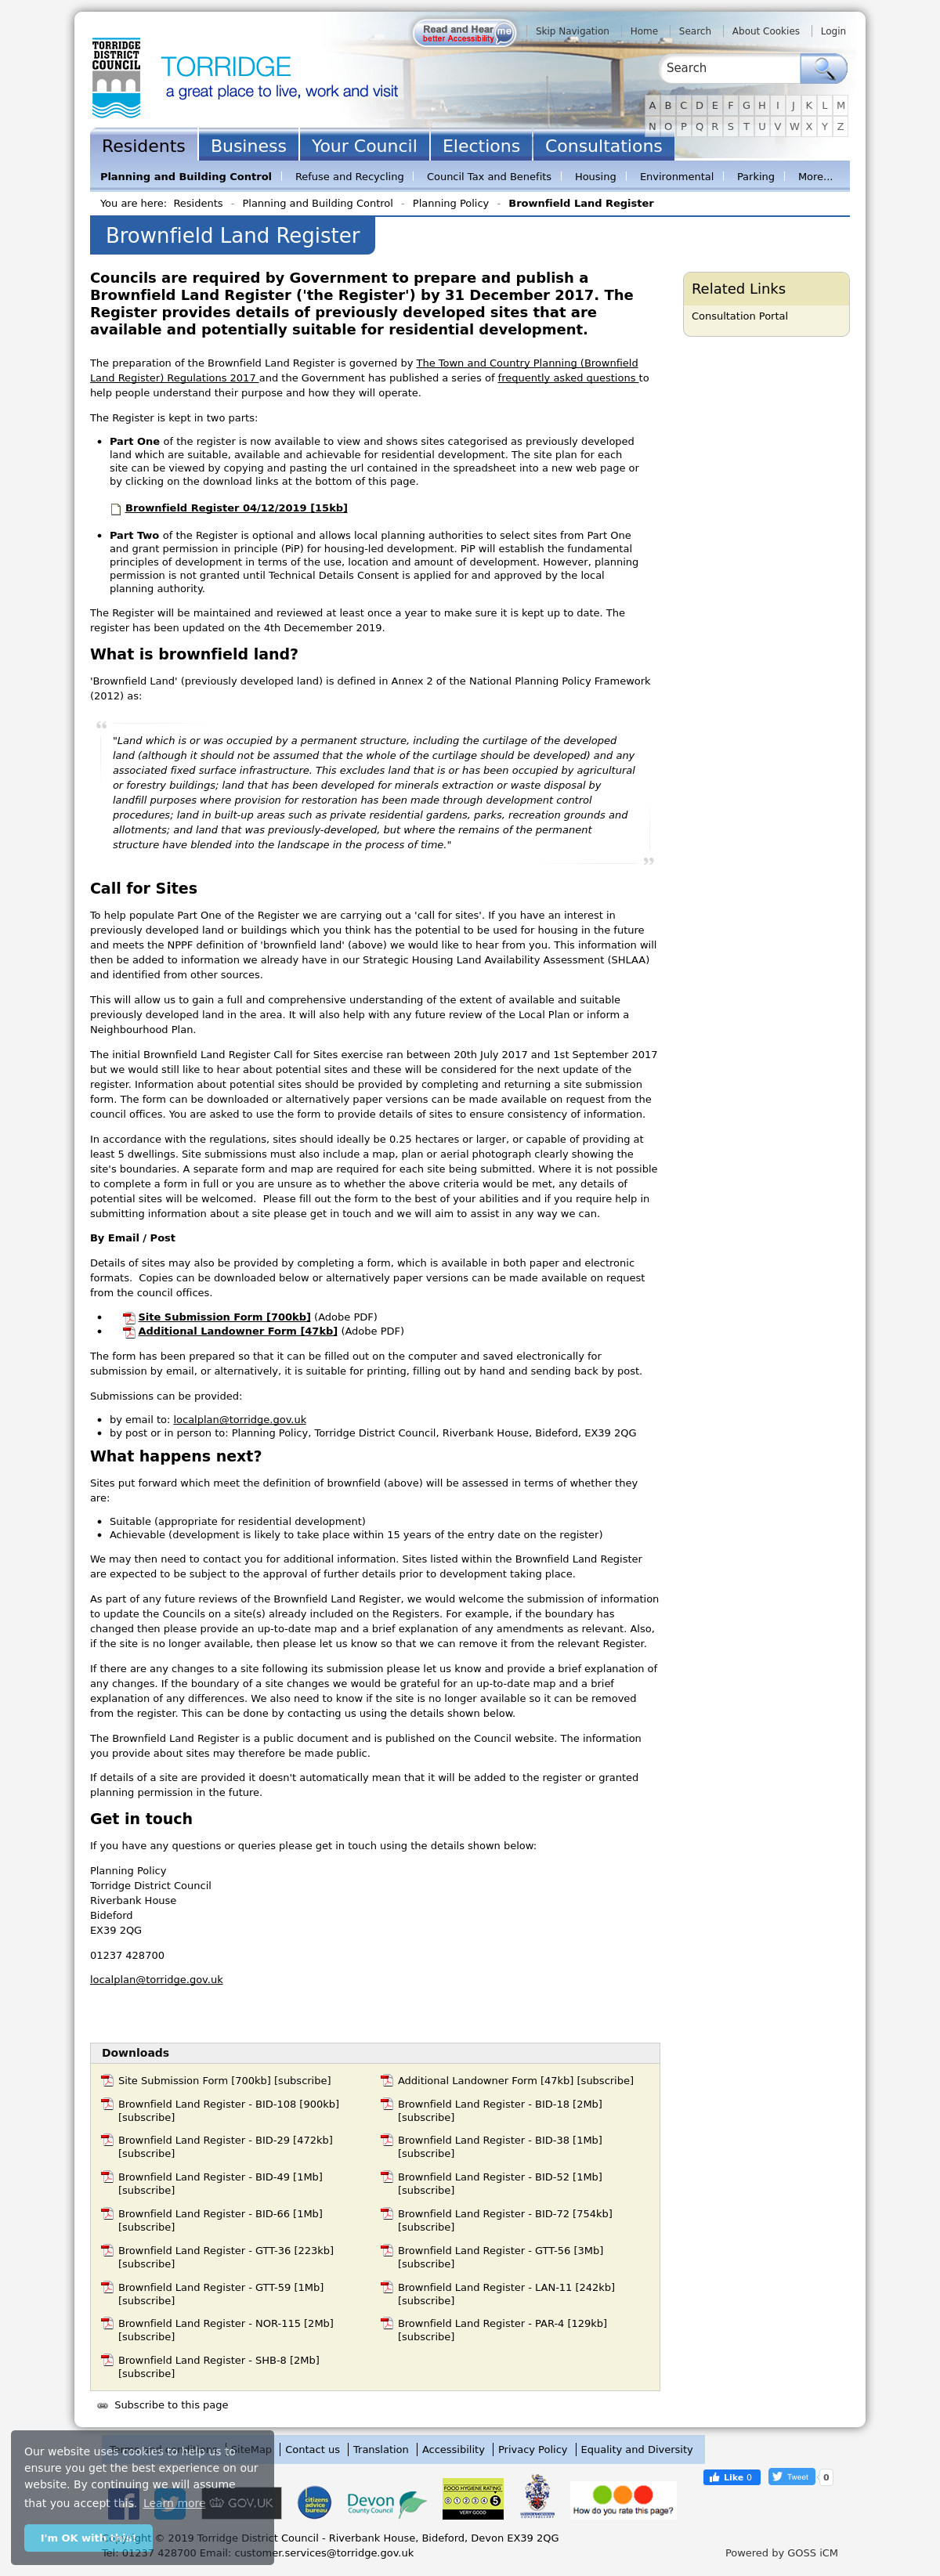 Read and Hear
better Accessibility
me
Skip Navigation
Home
Search
About Cookies
Login
TORRIDGE
DISTRICT
COUNCIL
TORRIDGE
a great place to live, work and visit
Search
A B C D E F G H I J K L M
N O P Q R S T U V W X Y Z
Residents
Business
Your Council
Elections
Consultations
Planning and Building Control
Refuse and Recycling
Council Tax and Benefits
Housing
Environmental
Parking
More...
You are here: Residents - Planning and Building Control - Planning Policy - Brownfield Land Register
Brownfield Land Register
Councils are required by Government to prepare and publish a
Brownfield Land Register ('the Register') by 31 December 2017. The
Register provides details of previously developed sites that are
available and potentially suitable for residential development.
Related Links
Consultation Portal
The preparation of the Brownfield Land Register is governed by The Town and Country Planning (Brownfield
Land Register) Regulations 2017 and the Government has published a series of frequently asked questions to
help people understand their purpose and how they will operate.
The Register is kept in two parts:
• Part One of the register is now available to view and shows sites categorised as previously developed
land which are suitable, available and achievable for residential development. The site plan for each
site can be viewed by copying and pasting the url contained in the spreadsheet into a new web page or
by clicking on the download links at the bottom of this page.
Brownfield Register 04/12/2019 [15kb]
• Part Two of the Register is optional and allows local planning authorities to select sites from Part One
and grant permission in principle (PiP) for housing-led development. PiP will establish the fundamental
principles of development in terms of the use, location and amount of development. However, planning
permission is not granted until Technical Details Consent is applied for and approved by the local
planning authority.
The Register will be maintained and reviewed at least once a year to make sure it is kept up to date. The
register has been updated on the 4th Decemember 2019.
What is brownfield land?
'Brownfield Land' (previously developed land) is defined in Annex 2 of the National Planning Policy Framework
(2012) as:
"Land which is or was occupied by a permanent structure, including the curtilage of the developed
land (although it should not be assumed that the whole of the curtilage should be developed) and any
associated fixed surface infrastructure. This excludes land that is or has been occupied by agricultural
or forestry buildings; land that has been developed for minerals extraction or waste disposal by
landfill purposes where provision for restoration has been made through development control
procedures; land in built-up areas such as private residential gardens, parks, recreation grounds and
allotments; and land that was previously-developed, but where the remains of the permanent
structure have blended into the landscape in the process of time."
Call for Sites
To help populate Part One of the Register we are carrying out a 'call for sites'. If you have an interest in
previously developed land or buildings which you think has the potential to be used for housing in the future
and meets the NPPF definition of 'brownfield land' (above) we would like to hear from you. This information will
then be added to information we already have in our Strategic Housing Land Availability Assessment (SHLAA)
and identified from other sources.
This will allow us to gain a full and comprehensive understanding of the extent of available and suitable
previously developed land in the area. It will also help with any future review of the Local Plan or inform a
Neighbourhood Plan.
The initial Brownfield Land Register Call for Sites exercise ran between 20th July 2017 and 1st September 2017
but we would still like to hear about potential sites and these will be considered for the next update of the
register. Information about potential sites should be provided by completing and returning a site submission
form. The form can be downloaded or alternatively paper versions can be made available on request from the
council offices. You are asked to use the form to provide details of sites to ensure consistency of information.
In accordance with the regulations, sites should ideally be 0.25 hectares or larger, or capable of providing at
least 5 dwellings. Site submissions must also include a map, plan or aerial photograph clearly showing the
site's boundaries. A separate form and map are required for each site being submitted. Where it is not possible
to complete a form in full or you are unsure as to whether the above criteria would be met, any details of
potential sites will be welcomed. Please fill out the form to the best of your abilities and if you require help in
submitting information about a site please get in touch and we will aim to assist in any way we can.
By Email / Post
Details of sites may also be provided by completing a form, which is available in both paper and electronic
formats. Copies can be downloaded below or alternatively paper versions can be made available on request
from the council offices.
• Site Submission Form [700kb] (Adobe PDF)
• Additional Landowner Form [47kb] (Adobe PDF)
The form has been prepared so that it can be filled out on the computer and saved electronically for
submission by email, or alternatively, it is suitable for printing, filling out by hand and sending back by post.
Submissions can be provided:
• by email to: localplan@torridge.gov.uk
• by post or in person to: Planning Policy, Torridge District Council, Riverbank House, Bideford, EX39 2QG
What happens next?
Sites put forward which meet the definition of brownfield (above) will be assessed in terms of whether they
are:
• Suitable (appropriate for residential development)
• Achievable (development is likely to take place within 15 years of the entry date on the register)
We may then need to contact you for additional information. Sites listed within the Brownfield Land Register
are expected to be subject to the approval of further details prior to development taking place.
As part of any future reviews of the Brownfield Land Register, we would welcome the submission of information
to update the Councils on a site(s) already included on the Registers. For example, if the boundary has
changed then please provide an up-to-date map and a brief explanation of any amendments as relevant. Also,
if the site is no longer available, then please let us know so that we can remove it from the relevant Register.
If there are any changes to a site following its submission please let us know and provide a brief explanation of
any changes. If the boundary of a site changes we would be grateful for an up-to-date map and a brief
explanation of any differences. We also need to know if the site is no longer available so it can be removed
from the register. This can be done by contacting us using the details shown below.
The Brownfield Land Register is a public document and is published on the Council website. The information
you provide about sites may therefore be made public.
If details of a site are provided it doesn't automatically mean that it will be added to the register or granted
planning permission in the future.
Get in touch
If you have any questions or queries please get in touch using the details shown below:
Planning Policy
Torridge District Council
Riverbank House
Bideford
EX39 2QG
01237 428700
localplan@torridge.gov.uk
Downloads
Site Submission Form [700kb] [subscribe]
Additional Landowner Form [47kb] [subscribe]
Brownfield Land Register - BID-108 [900kb]
[subscribe]
Brownfield Land Register - BID-18 [2Mb]
[subscribe]
Brownfield Land Register - BID-29 [472kb]
[subscribe]
Brownfield Land Register - BID-38 [1Mb]
[subscribe]
Brownfield Land Register - BID-49 [1Mb]
[subscribe]
Brownfield Land Register - BID-52 [1Mb]
[subscribe]
Brownfield Land Register - BID-66 [1Mb]
[subscribe]
Brownfield Land Register - BID-72 [754kb]
[subscribe]
Brownfield Land Register - GTT-36 [223kb]
[subscribe]
Brownfield Land Register - GTT-56 [3Mb]
[subscribe]
Brownfield Land Register - GTT-59 [1Mb]
[subscribe]
Brownfield Land Register - LAN-11 [242kb]
[subscribe]
Brownfield Land Register - NOR-115 [2Mb]
[subscribe]
Brownfield Land Register - PAR-4 [129kb]
[subscribe]
Brownfield Land Register - SHB-8 [2Mb]
[subscribe]
Subscribe to this page
SiteMap
Contact us
Translation
Accessibility
Privacy Policy
Equality and Diversity
Our website uses cookies to help us to
ensure you get the best experience on our
website. By continuing we will assume
that you accept this. Learn more
I'm OK with this
Like 0
Tweet
0
GOV.UK
citizens
advice
bureau
Devon
County Council
FOOD HYGIENE RATING
0 1 2 3 4 5
VERY GOOD
How do you rate this page?
Copyright © 2019 Torridge District Council - Riverbank House, Bideford, Devon EX39 2QG
Tel: 01237 428700 Email: customer.services@torridge.gov.uk
Powered by GOSS iCM